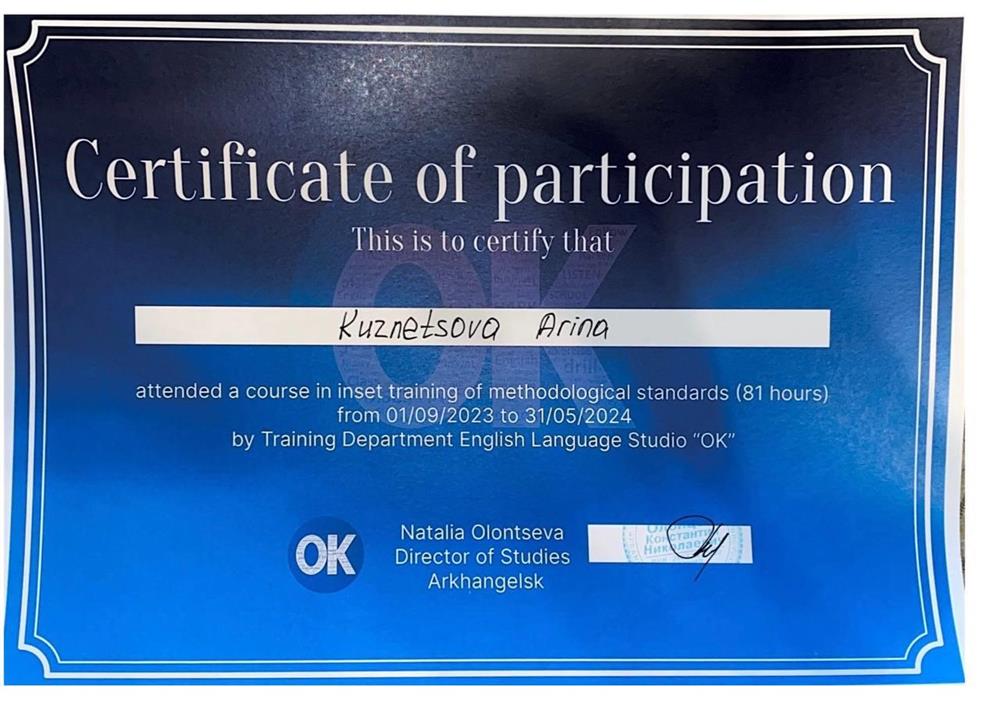 Certificate of participation
This is to certify that
Kuznetsova Arina
attended a course in inset training of methodological standards (81 hours)
from 01/09/2023 to 31/05/2024
by Training Department English Language Studio “OK”
OK
Natalia Olontseva
Director of Studies
Arkhangelsk
Константин